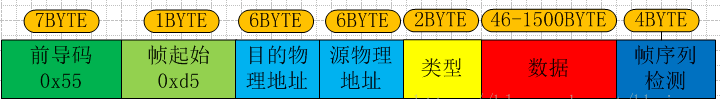 7BYTE 1BYTE 6BYTE 6BYTE 2BYTE 46-1500BYTE 4BYTE
前导码 帧起始 目的物 源物理 类型 数据 帧序列
0x55 0xd5 理地址 地址 检测